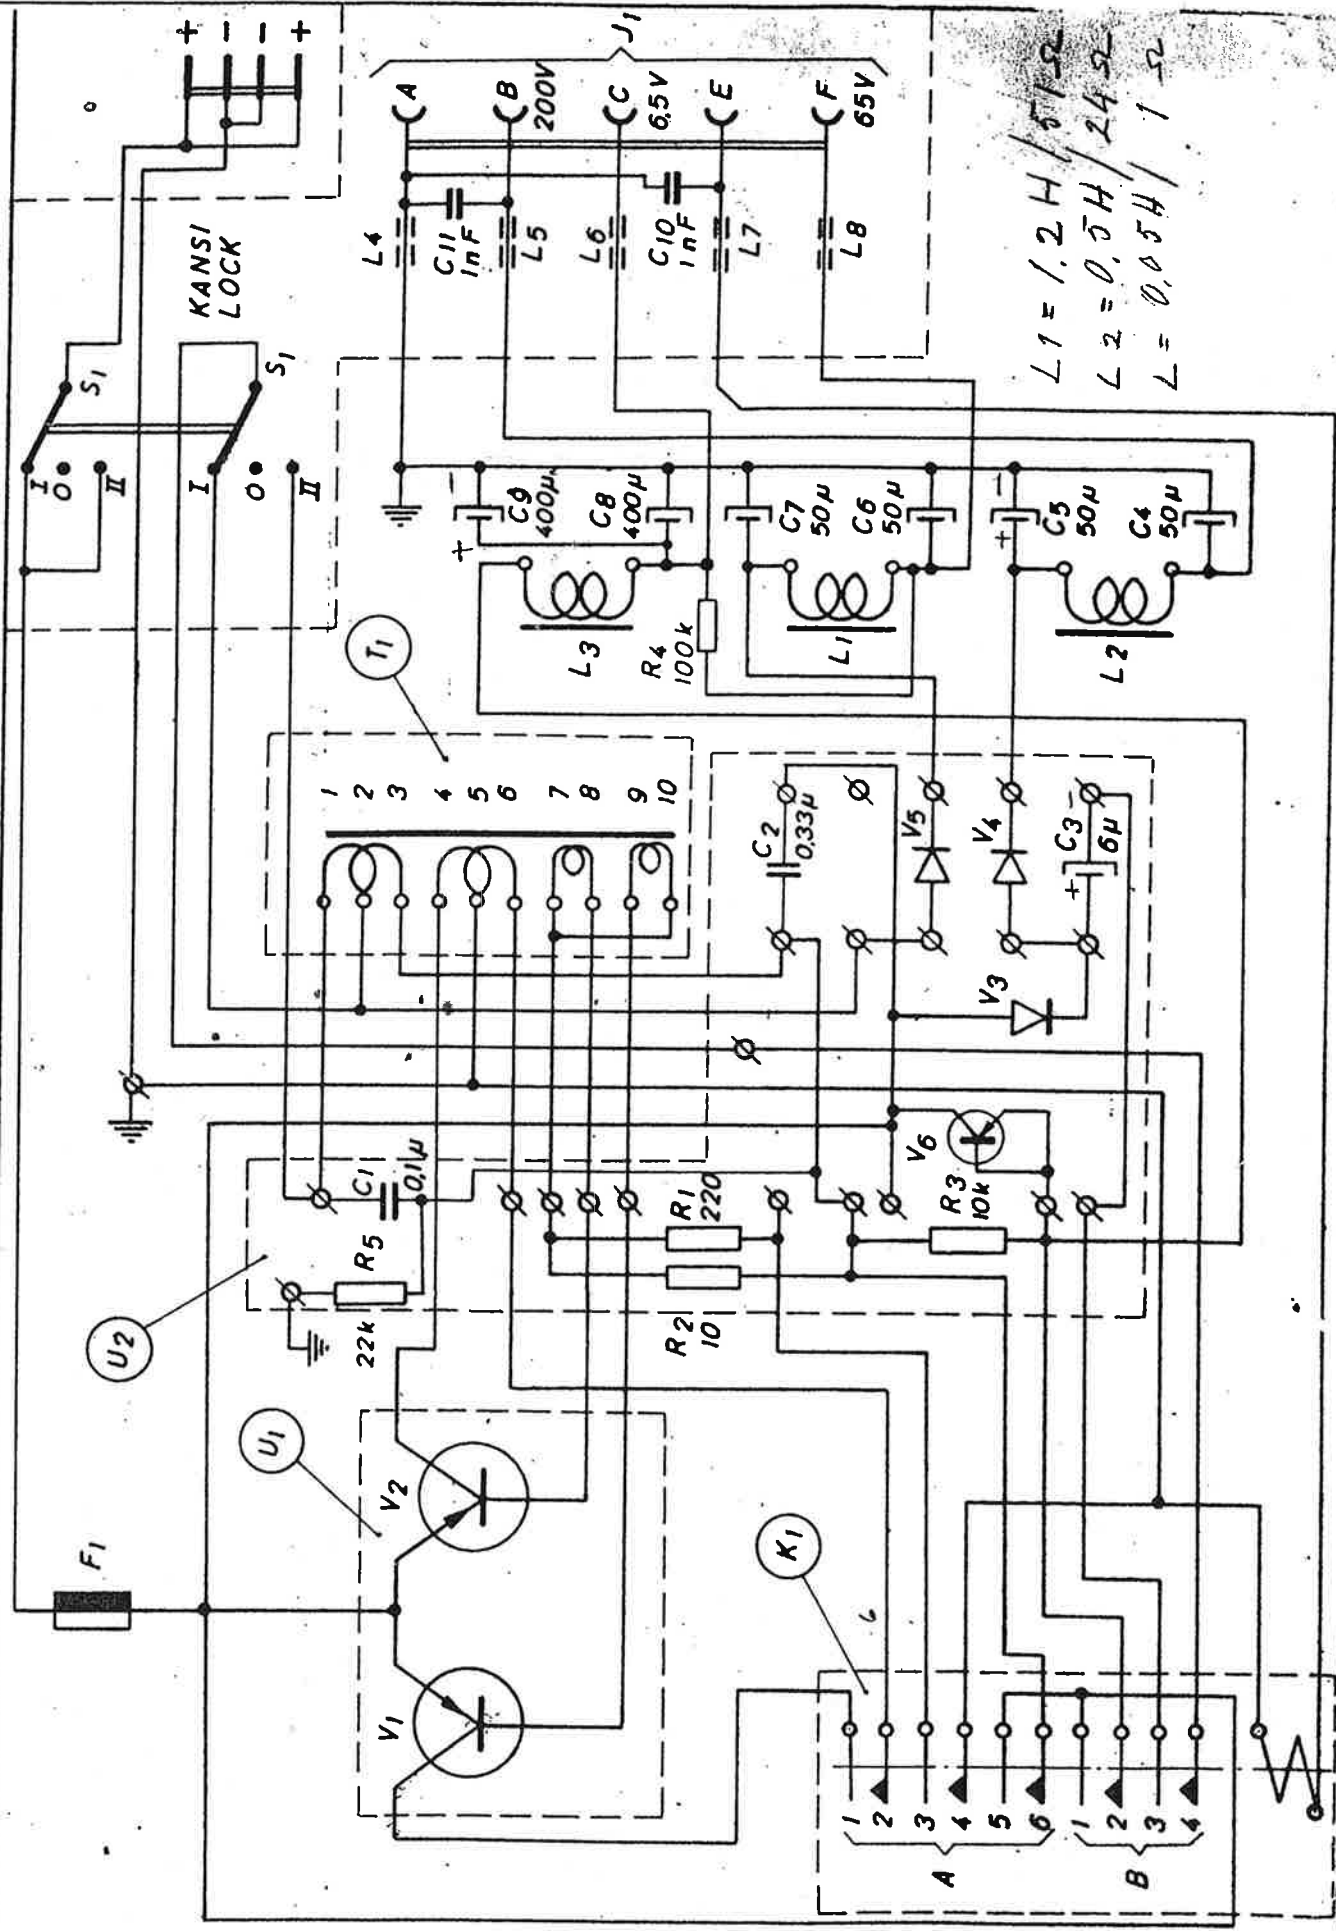 + - - +
J1
A
B
200V
C
6,5V
E
F
65V
L4
C11
1nF
L5
L6
C10
1nF
L7
L8
L1 = 1.2 H / 51 Ω
L2 = 0,5H / 24 Ω
L = 0,05H / 1 Ω
KANSI
LOCK
S1
S1
I
O
II
I
O
II
-
+
C9
400µ
C8
400µ
C7
50µ
C6
50µ
-
+
C5
50µ
C4
50µ
L3
R4
100k
L1
L2
T1
1
2
3
4
5
6
7
8
9
10
C2
0,33µ
V5
V4
C3
6µ
-
+
V3
V6
C1
0,1µ
R5
22k
R1
220
R2
10
R3
10k
U2
U1
F1
V2
V1
K1
6
1
2
3
4
5
6
A
1
2
3
4
B